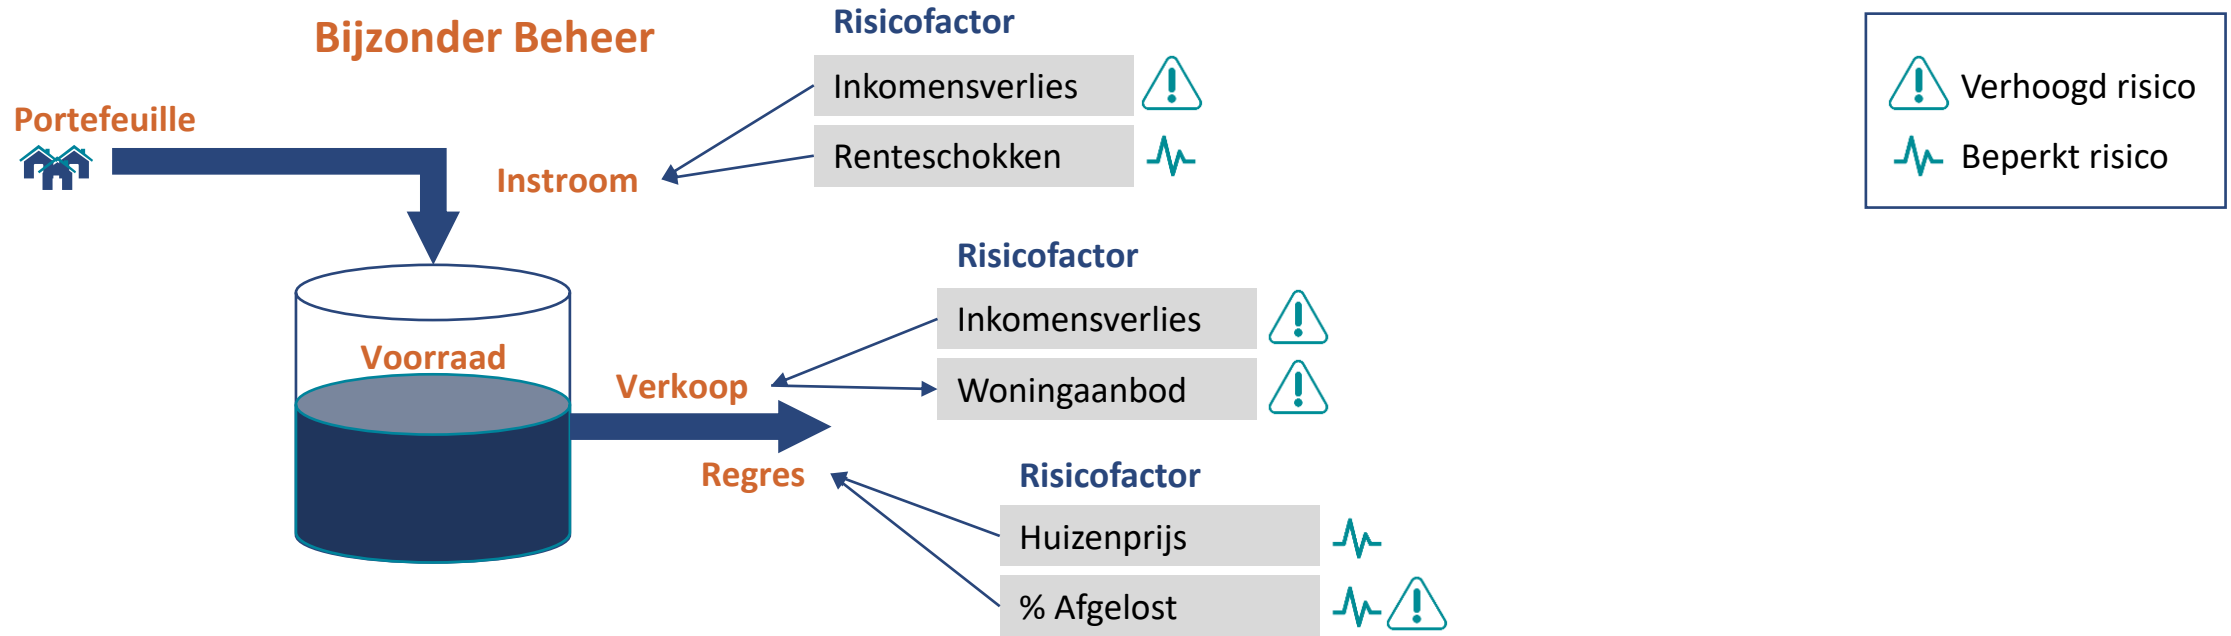 Bijzonder Beheer
Portefeuille
Instroom
Risicofactor
Inkomensverlies
Renteschokken
Verhoogd risico
Beperkt risico
Voorraad
Verkoop
Risicofactor
Inkomensverlies
Woningaanbod
Regres
Risicofactor
Huizenprijs
% Afgelost